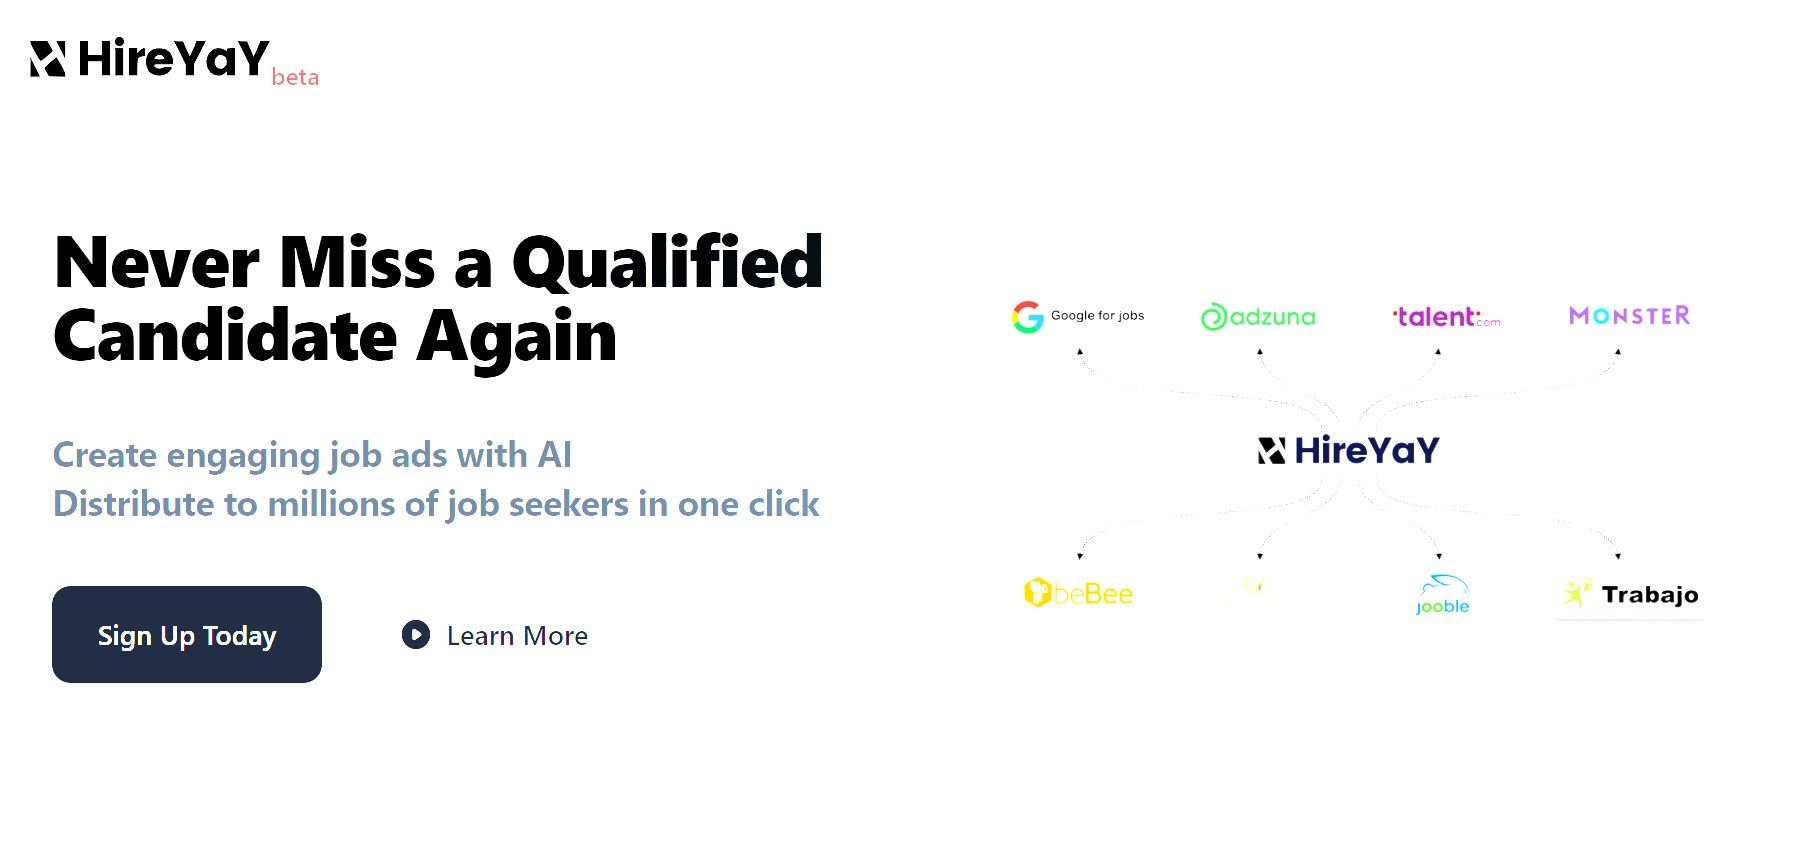 HireYaY
beta
Never Miss a Qualified
Candidate Again
Create engaging job ads with AI
Distribute to millions of job seekers in one click
Sign Up Today
Learn More
Google for jobs
adzuna
talent.com
MONSTER
HireYaY
beBee
jooble
Trabajo